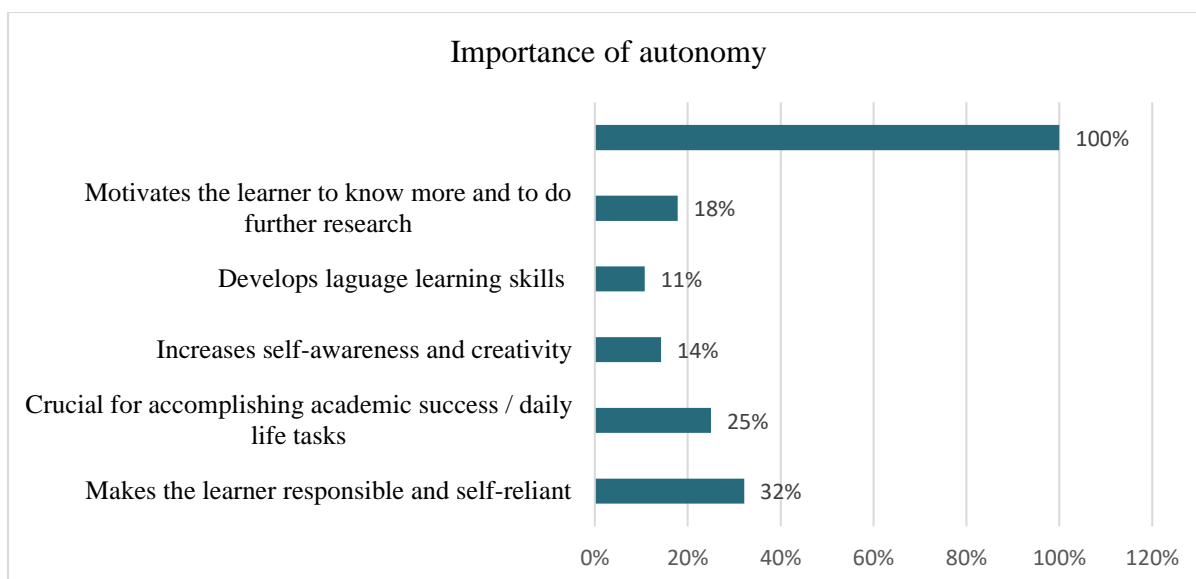 Importance of autonomy
100%
Motivates the learner to know more and to do
further research
18%
Develops laguage learning skills
11%
Increases self-awareness and creativity
14%
Crucial for accomplishing academic success / daily
life tasks
25%
Makes the learner responsible and self-reliant
32%
0% 20% 40% 60% 80% 100% 120%